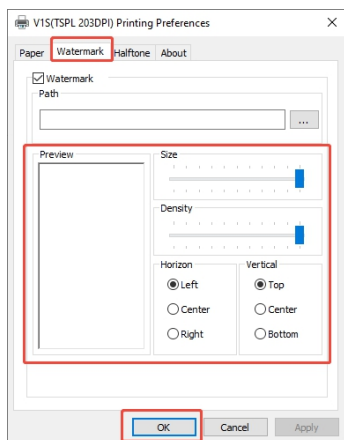 V1S(TSPL 203DPI) Printing Preferences
Paper Watermark Halftone About
Watermark
Path
...
Preview Size
Density
Horizon Vertical
Left Top
Center Center
Right Bottom
OK Cancel Apply